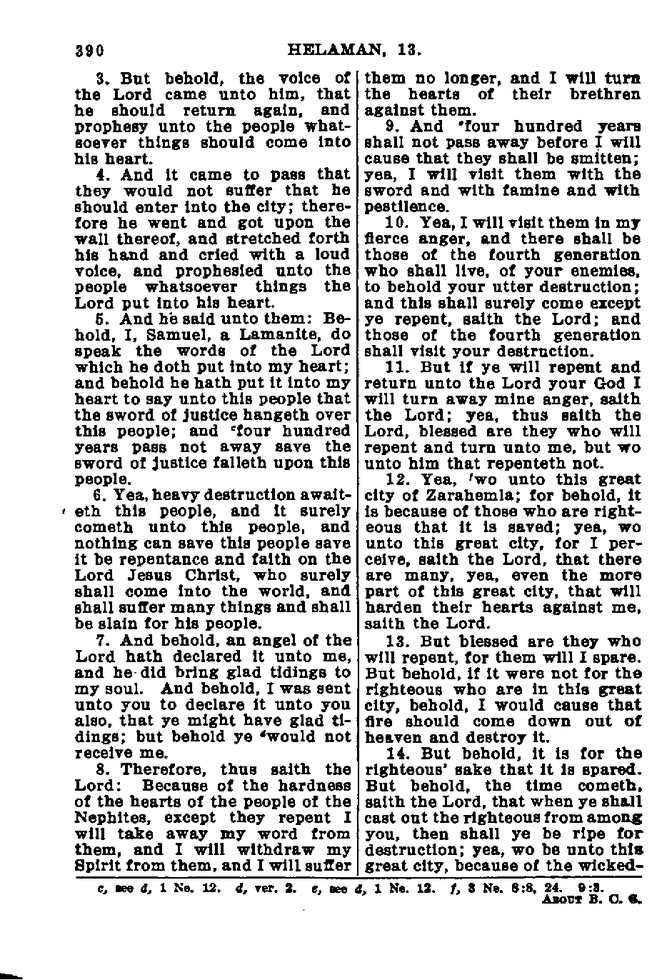 390
HELAMAN, 13.
3. But behold, the voice of
the Lord came unto him, that
he should return again, and
prophesy unto the people what-
soever things should come into
his heart.
4. And it came to pass that
they would not suffer that he
should enter into the city; there-
fore he went and got upon the
wall thereof, and stretched forth
his hand and cried with a loud
voice, and prophesied unto the
people whatsoever things the
Lord put into his heart.
5. And he said unto them: Be-
hold, I, Samuel, a Lamanite, do
speak the words of the Lord
which he doth put into my heart;
and behold he hath put it into my
heart to say unto this people that
the sword of justice hangeth over
this people; and ᶜfour hundred
years pass not away save the
sword of justice falleth upon this
people.
6. Yea, heavy destruction await-
eth this people, and it surely
cometh unto this people, and
nothing can save this people save
it be repentance and faith on the
Lord Jesus Christ, who surely
shall come into the world, and
shall suffer many things and shall
be slain for his people.
7. And behold, an angel of the
Lord hath declared it unto me,
and he did bring glad tidings to
my soul. And behold, I was sent
unto you to declare it unto you
also, that ye might have glad ti-
dings; but behold ye ᵈwould not
receive me.
8. Therefore, thus saith the
Lord: Because of the hardness
of the hearts of the people of the
Nephites, except they repent I
will take away my word from
them, and I will withdraw my
Spirit from them, and I will suffer
them no longer, and I will turn
the hearts of their brethren
against them.
9. And ᵉfour hundred years
shall not pass away before I will
cause that they shall be smitten;
yea, I will visit them with the
sword and with famine and with
pestilence.
10. Yea, I will visit them in my
fierce anger, and there shall be
those of the fourth generation
who shall live, of your enemies,
to behold your utter destruction;
and this shall surely come except
ye repent, saith the Lord; and
those of the fourth generation
shall visit your destruction.
11. But if ye will repent and
return unto the Lord your God I
will turn away mine anger, saith
the Lord; yea, thus saith the
Lord, blessed are they who will
repent and turn unto me, but wo
unto him that repenteth not.
12. Yea, ᶠwo unto this great
city of Zarahemla; for behold, it
is because of those who are right-
eous that it is saved; yea, wo
unto this great city, for I per-
ceive, saith the Lord, that there
are many, yea, even the more
part of this great city, that will
harden their hearts against me,
saith the Lord.
13. But blessed are they who
will repent, for them will I spare.
But behold, if it were not for the
righteous who are in this great
city, behold, I would cause that
fire should come down out of
heaven and destroy it.
14. But behold, it is for the
righteous' sake that it is spared.
But behold, the time cometh,
saith the Lord, that when ye shall
cast out the righteous from among
you, then shall ye be ripe for
destruction; yea, wo be unto this
great city, because of the wicked-
c, see d, 1 Ne. 12. d, ver. 2. e, see d, 1 Ne. 12. f, 3 Ne. 8:8, 24. 9:3.
ABOUT B. C. 6.